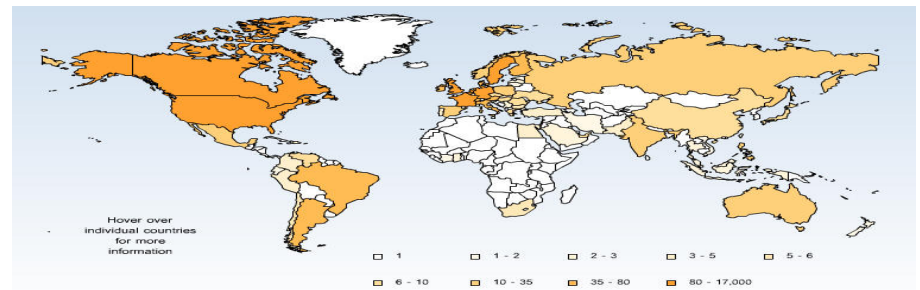 Hover over
individual countries
for more
information
1
1 - 2
2 - 3
3 - 5
5 - 6
6 - 10
10 - 35
35 - 80
80 - 17,000